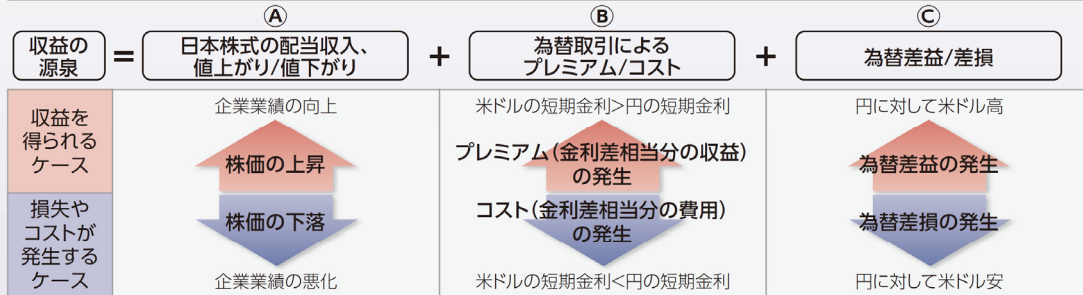 Ⓐ
Ⓑ
Ⓒ
収益の
源泉
=
日本株式の配当収入、
値上がり/値下がり
+
為替取引による
プレミアム/コスト
+
為替差益/差損
収益を
得られる
ケース
企業業績の向上
株価の上昇
米ドルの短期金利>円の短期金利
プレミアム(金利差相当分の収益)
の発生
円に対して米ドル高
為替差益の発生
損失や
コストが
発生する
ケース
株価の下落
企業業績の悪化
コスト(金利差相当分の費用)
の発生
米ドルの短期金利<円の短期金利
為替差損の発生
円に対して米ドル安